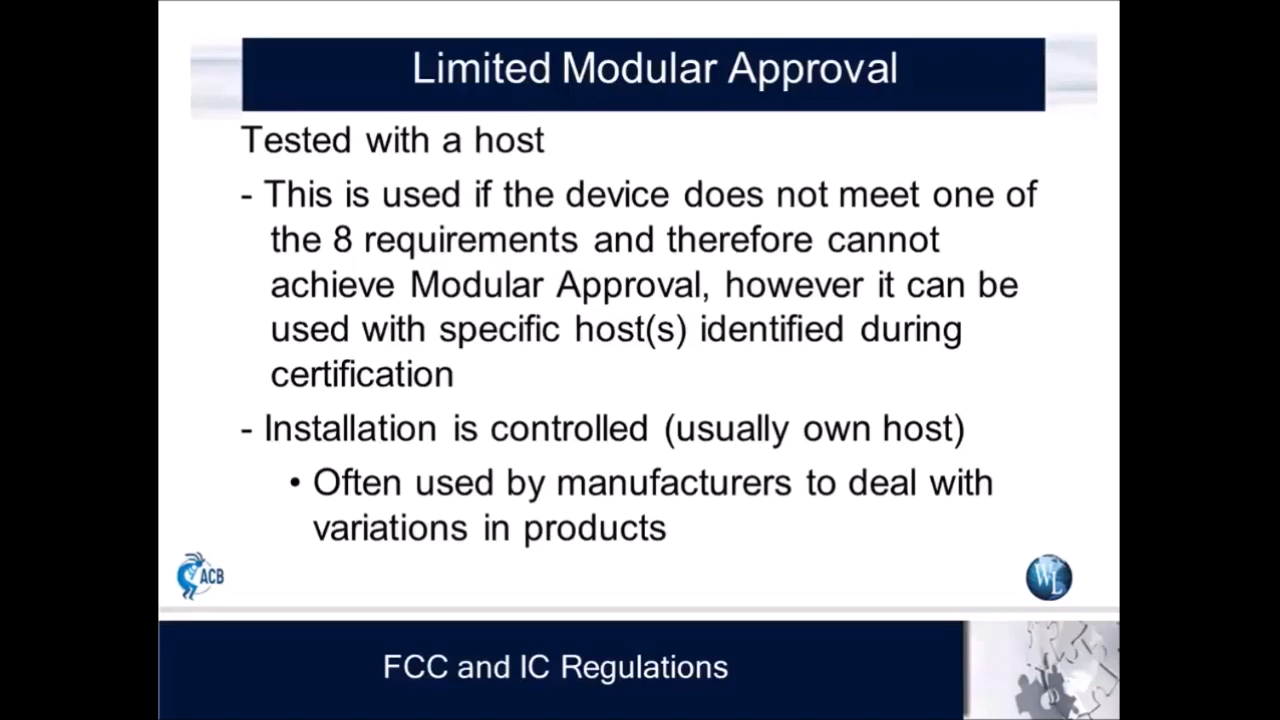 Limited Modular Approval
Tested with a host
- This is used if the device does not meet one of
the 8 requirements and therefore cannot
achieve Modular Approval, however it can be
used with specific host(s) identified during
certification
- Installation is controlled (usually own host)
• Often used by manufacturers to deal with
variations in products
ACB
WL
FCC and IC Regulations